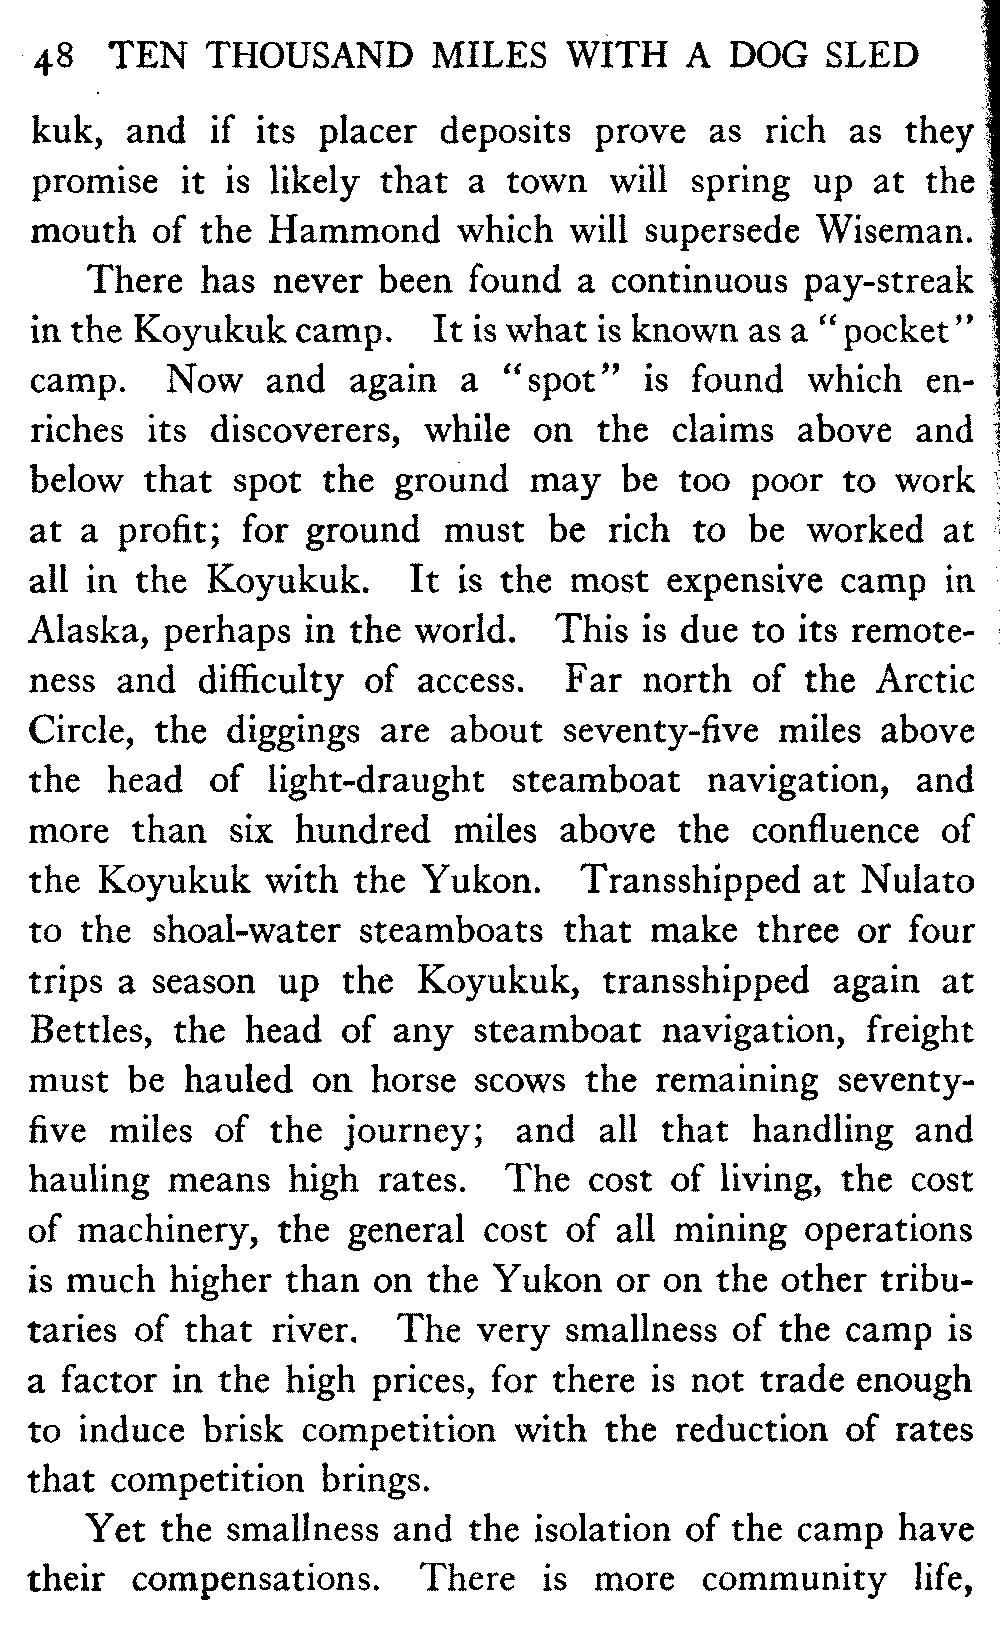 48 TEN THOUSAND MILES WITH A DOG SLED
kuk, and if its placer deposits prove as rich as they
promise it is likely that a town will spring up at the
mouth of the Hammond which will supersede Wiseman.
There has never been found a continuous pay-streak
in the Koyukuk camp. It is what is known as a "pocket"
camp. Now and again a "spot" is found which en-
riches its discoverers, while on the claims above and
below that spot the ground may be too poor to work
at a profit; for ground must be rich to be worked at
all in the Koyukuk. It is the most expensive camp in
Alaska, perhaps in the world. This is due to its remote-
ness and difficulty of access. Far north of the Arctic
Circle, the diggings are about seventy-five miles above
the head of light-draught steamboat navigation, and
more than six hundred miles above the confluence of
the Koyukuk with the Yukon. Transshipped at Nulato
to the shoal-water steamboats that make three or four
trips a season up the Koyukuk, transshipped again at
Bettles, the head of any steamboat navigation, freight
must be hauled on horse scows the remaining seventy-
five miles of the journey; and all that handling and
hauling means high rates. The cost of living, the cost
of machinery, the general cost of all mining operations
is much higher than on the Yukon or on the other tribu-
taries of that river. The very smallness of the camp is
a factor in the high prices, for there is not trade enough
to induce brisk competition with the reduction of rates
that competition brings.
Yet the smallness and the isolation of the camp have
their compensations. There is more community life,